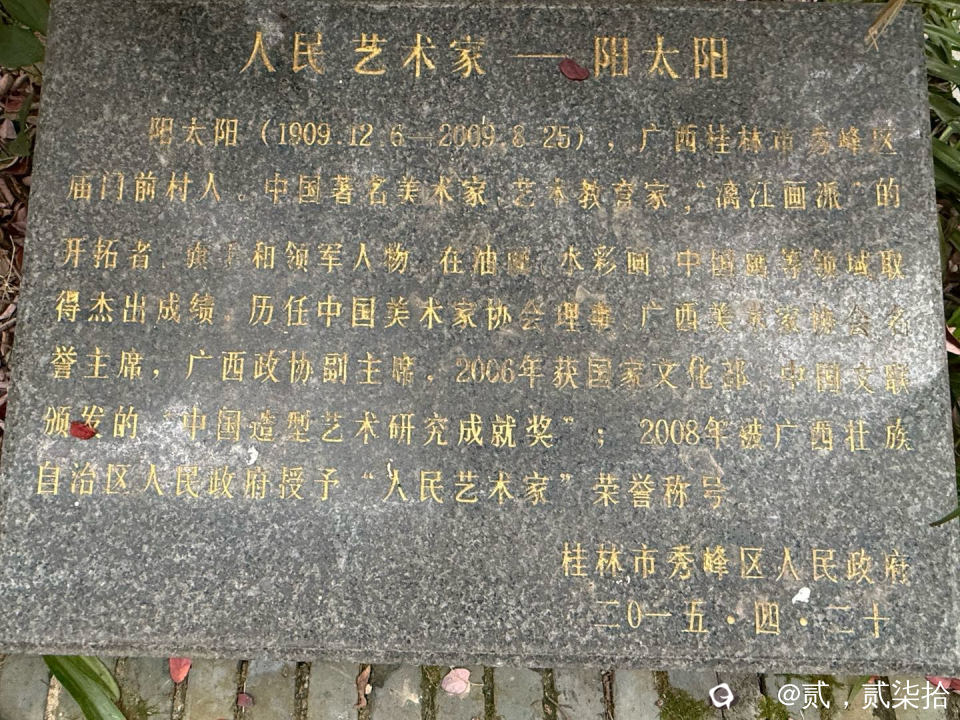 人民艺术家——阳太阳
阳太阳（1909.12.6—2009.8.25），广西桂林市秀峰区
庙门前村人。中国著名美术家、艺术教育家，“漓江画派”的
开拓者、旗手和领军人物，在油画、水彩画、中国画等领域取
得杰出成绩。历任中国美术家协会理事、广西美术家协会名
誉主席，广西政协副主席。2006年获国家文化部、中国文联
颁发的“中国造型艺术研究成就奖”；2008年被广西壮族
自治区人民政府授予“人民艺术家”荣誉称号
桂林市秀峰区人民政府
二〇一五·四·二十
@贰，贰柒拾